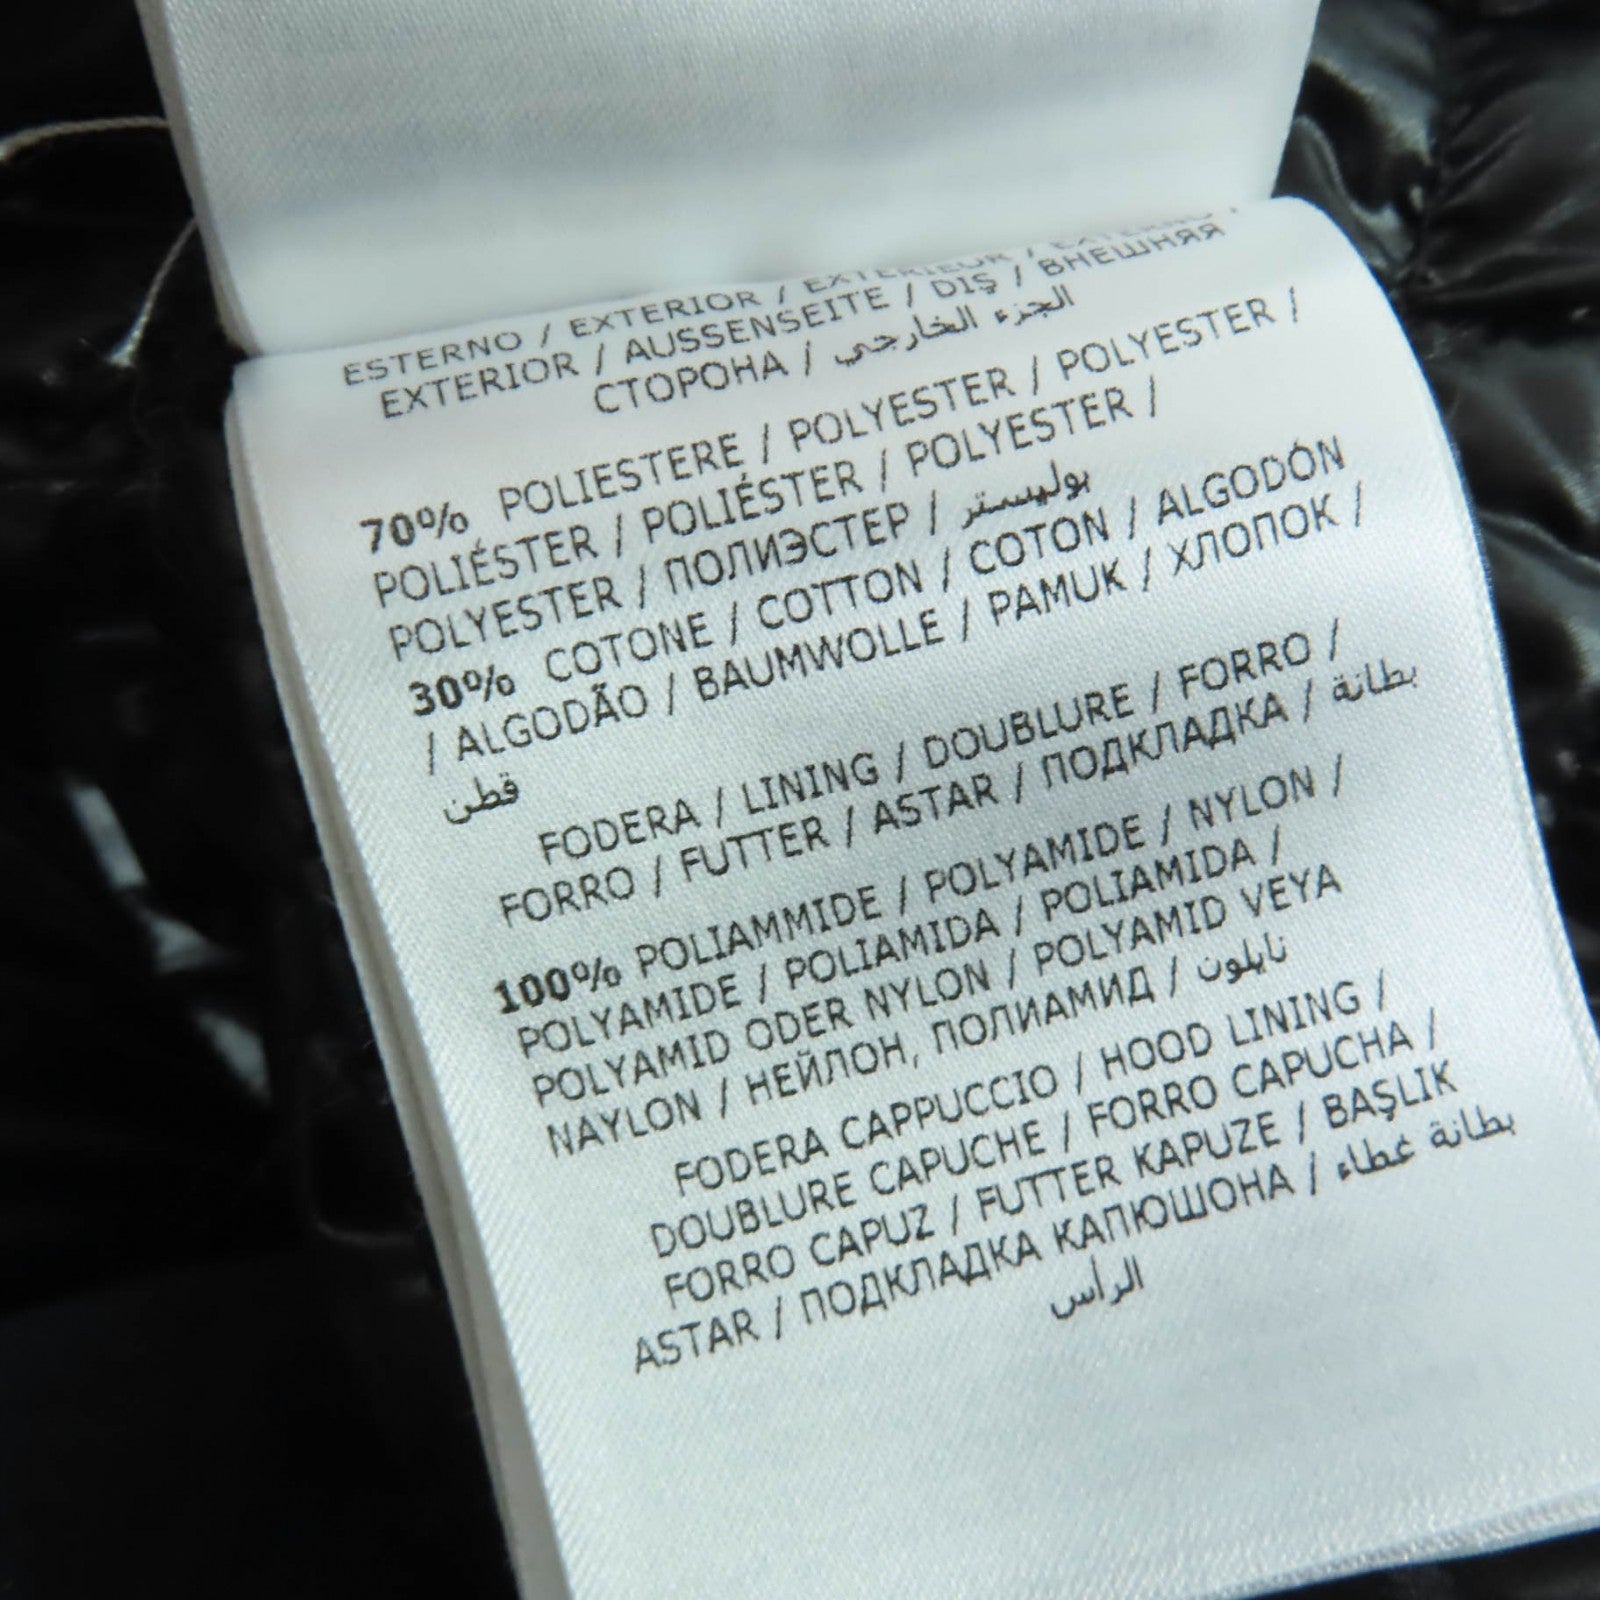 ESTERNO / EXTERIOR / EXTÉRIEUR / EXTERNO /
EXTERIOR / AUSSENSEITE / DIŞ / ВНЕШНЯЯ
СТОРОНА / الجزء الخارجي
70% POLIESTERE / POLYESTER / POLYESTER /
POLIÉSTER / POLIÉSTER / POLYESTER /
POLYESTER / ПОЛИЭСТЕР / بوليستر
30% COTONE / COTTON / COTON / ALGODÓN
/ ALGODÃO / BAUMWOLLE / PAMUK / ХЛОПОК /
قطن
FODERA / LINING / DOUBLURE / FORRO /
FORRO / FUTTER / ASTAR / ПОДКЛАДКА / بطانة
100% POLIAMMIDE / POLYAMIDE / NYLON /
POLYAMIDE / POLIAMIDA / POLIAMIDA /
POLYAMID ODER NYLON / POLYAMID VEYA
NAYLON / НЕЙЛОН, ПОЛИАМИД / نايلون
FODERA CAPPUCCIO / HOOD LINING /
DOUBLURE CAPUCHE / FORRO CAPUCHA /
FORRO CAPUZ / FUTTER KAPUZE / BAŞLIK
ASTAR / ПОДКЛАДКА КАПЮШОНА / بطانة غطاء
الرأس